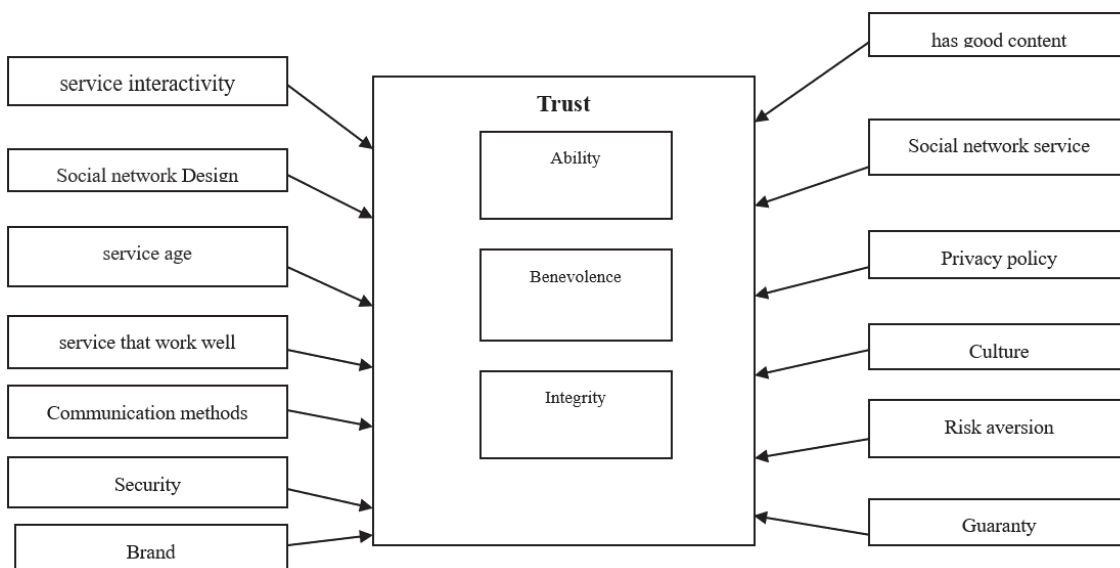 service interactivity
Social network Design
service age
service that work well
Communication methods
Security
Brand
Trust
Ability
Benevolence
Integrity
has good content
Social network service
Privacy policy
Culture
Risk aversion
Guaranty